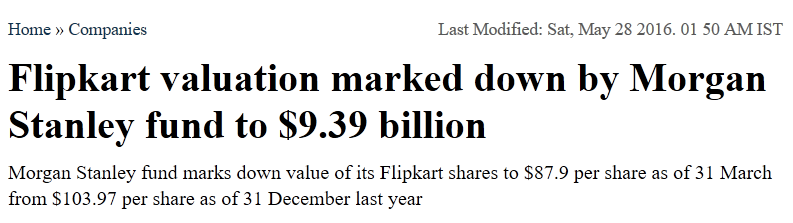 Home » Companies Last Modified: Sat, May 28 2016. 01 50 AM IST
Flipkart valuation marked down by Morgan
Stanley fund to $9.39 billion
Morgan Stanley fund marks down value of its Flipkart shares to $87.9 per share as of 31 March
from $103.97 per share as of 31 December last year